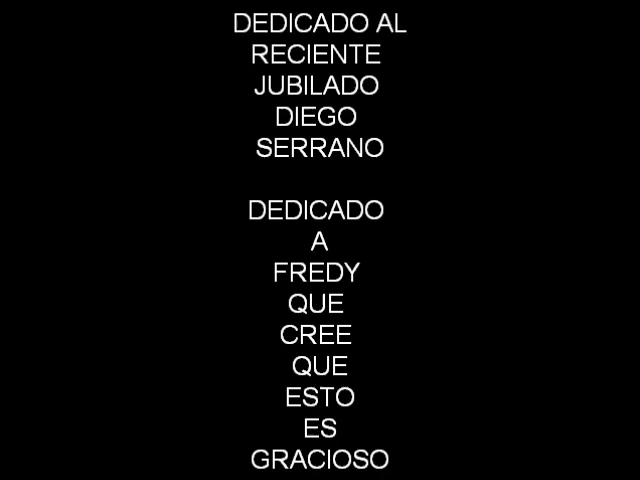 DEDICADO AL
RECIENTE
JUBILADO
DIEGO
SERRANO
DEDICADO
A
FREDY
QUE
CREE
QUE
ESTO
ES
GRACIOSO